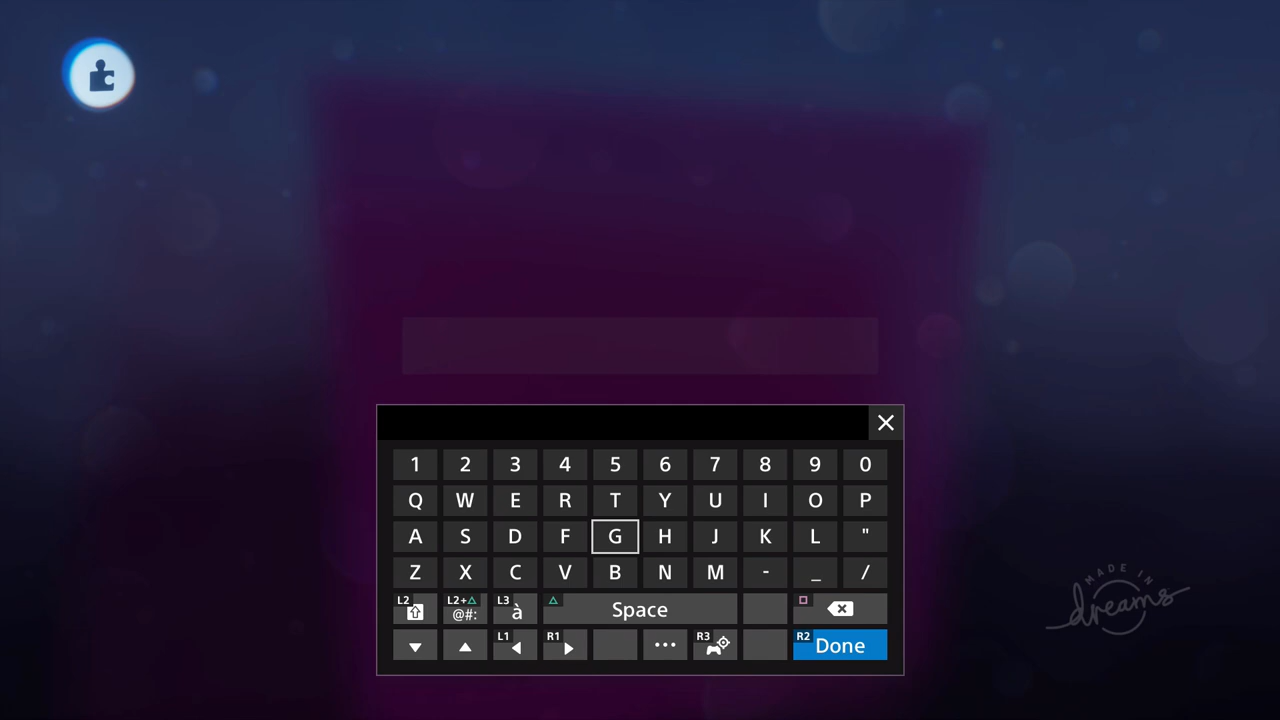 1 2 3 4 5 6 7 8 9 0
Q W E R T Y U I O P
A S D F G H J K L "
Z X C V B N M - _ /
L2 L2+△ @#: L3 à △ Space □
L1 R1 ... R3 R2 Done
MADE IN
dreams